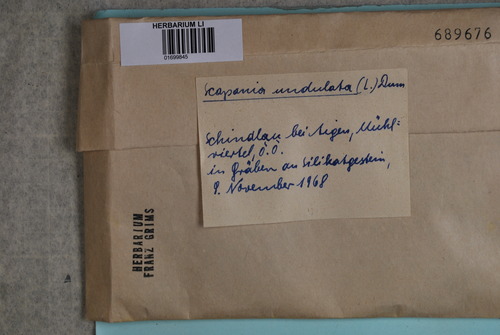 HERBARIUM LI
01699845
689676
Scapania undulata (L.) Dum
Schindlau bei Aigen, Mühl=
viertel, O.Ö.
in Gräben an Silikatgestein,
9. November 1968
HERBARIUM
FRANZ GRIMS